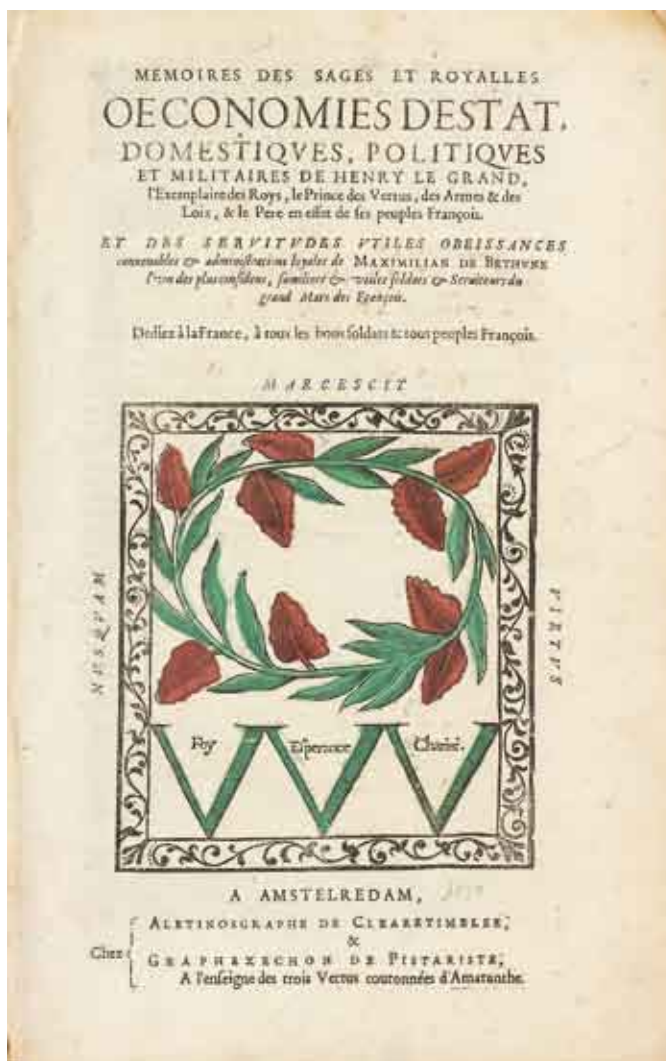 MEMOIRES DES SAGES ET ROYALLES
OECONOMIES DESTAT,
DOMESTIQVES, POLITIQVES
ET MILITAIRES DE HENRY LE GRAND,
l'Exemplaire des Roys, le Prince des Vertus, des Armes & des
Loix, & le Pere en effet de ses peuples François.
ET DES SERVITVDES VTILES OBEISSANCES
conuenables & administrations loyales de MAXIMILIAN DE BETHVNE
l'vn des plus confidens, familiers & vtiles soldats & Seruiteurs du
grand Mars des François.
Dediez à la France, à tous les bons soldats & tous peuples François.
MARCESCIT
NVSQVAM
VIRTVS
Foy Esperance Charité.
A AMSTELREDAM,
Chez
ALETINOSGRAPHE DE CLEARETIMELEE,
&
GRAPHEXECHON DE PISTARISTE,
A l'enseigne des trois Vertus couronnées d'Amaranthe.